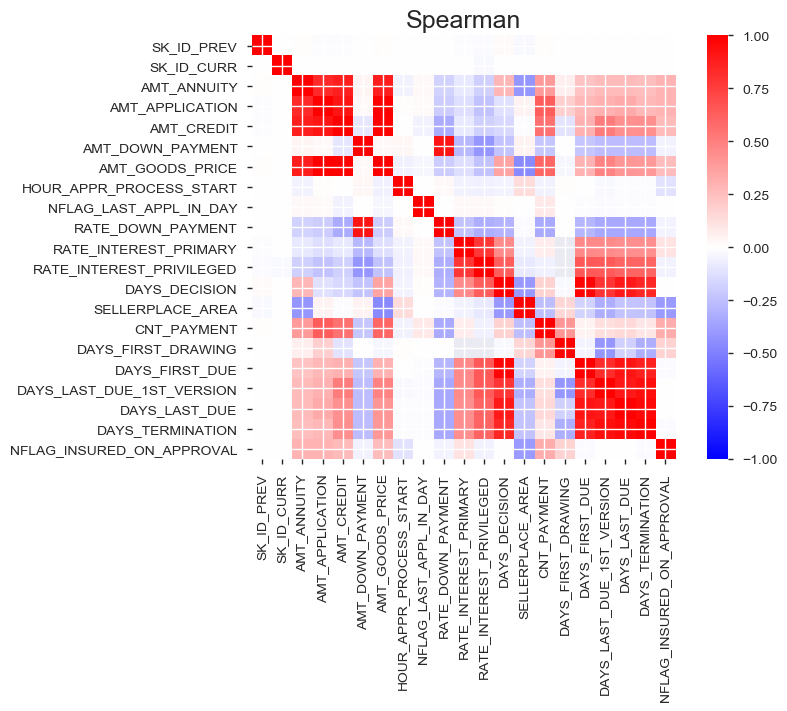 Spearman
SK_ID_PREV
SK_ID_CURR
AMT_ANNUITY
AMT_APPLICATION
AMT_CREDIT
AMT_DOWN_PAYMENT
AMT_GOODS_PRICE
HOUR_APPR_PROCESS_START
NFLAG_LAST_APPL_IN_DAY
RATE_DOWN_PAYMENT
RATE_INTEREST_PRIMARY
RATE_INTEREST_PRIVILEGED
DAYS_DECISION
SELLERPLACE_AREA
CNT_PAYMENT
DAYS_FIRST_DRAWING
DAYS_FIRST_DUE
DAYS_LAST_DUE_1ST_VERSION
DAYS_LAST_DUE
DAYS_TERMINATION
NFLAG_INSURED_ON_APPROVAL
SK_ID_PREV
SK_ID_CURR
AMT_ANNUITY
AMT_APPLICATION
AMT_CREDIT
AMT_DOWN_PAYMENT
AMT_GOODS_PRICE
HOUR_APPR_PROCESS_START
NFLAG_LAST_APPL_IN_DAY
RATE_DOWN_PAYMENT
RATE_INTEREST_PRIMARY
RATE_INTEREST_PRIVILEGED
DAYS_DECISION
SELLERPLACE_AREA
CNT_PAYMENT
DAYS_FIRST_DRAWING
DAYS_FIRST_DUE
DAYS_LAST_DUE_1ST_VERSION
DAYS_LAST_DUE
DAYS_TERMINATION
NFLAG_INSURED_ON_APPROVAL
1.00
0.75
0.50
0.25
0.00
−0.25
−0.50
−0.75
−1.00